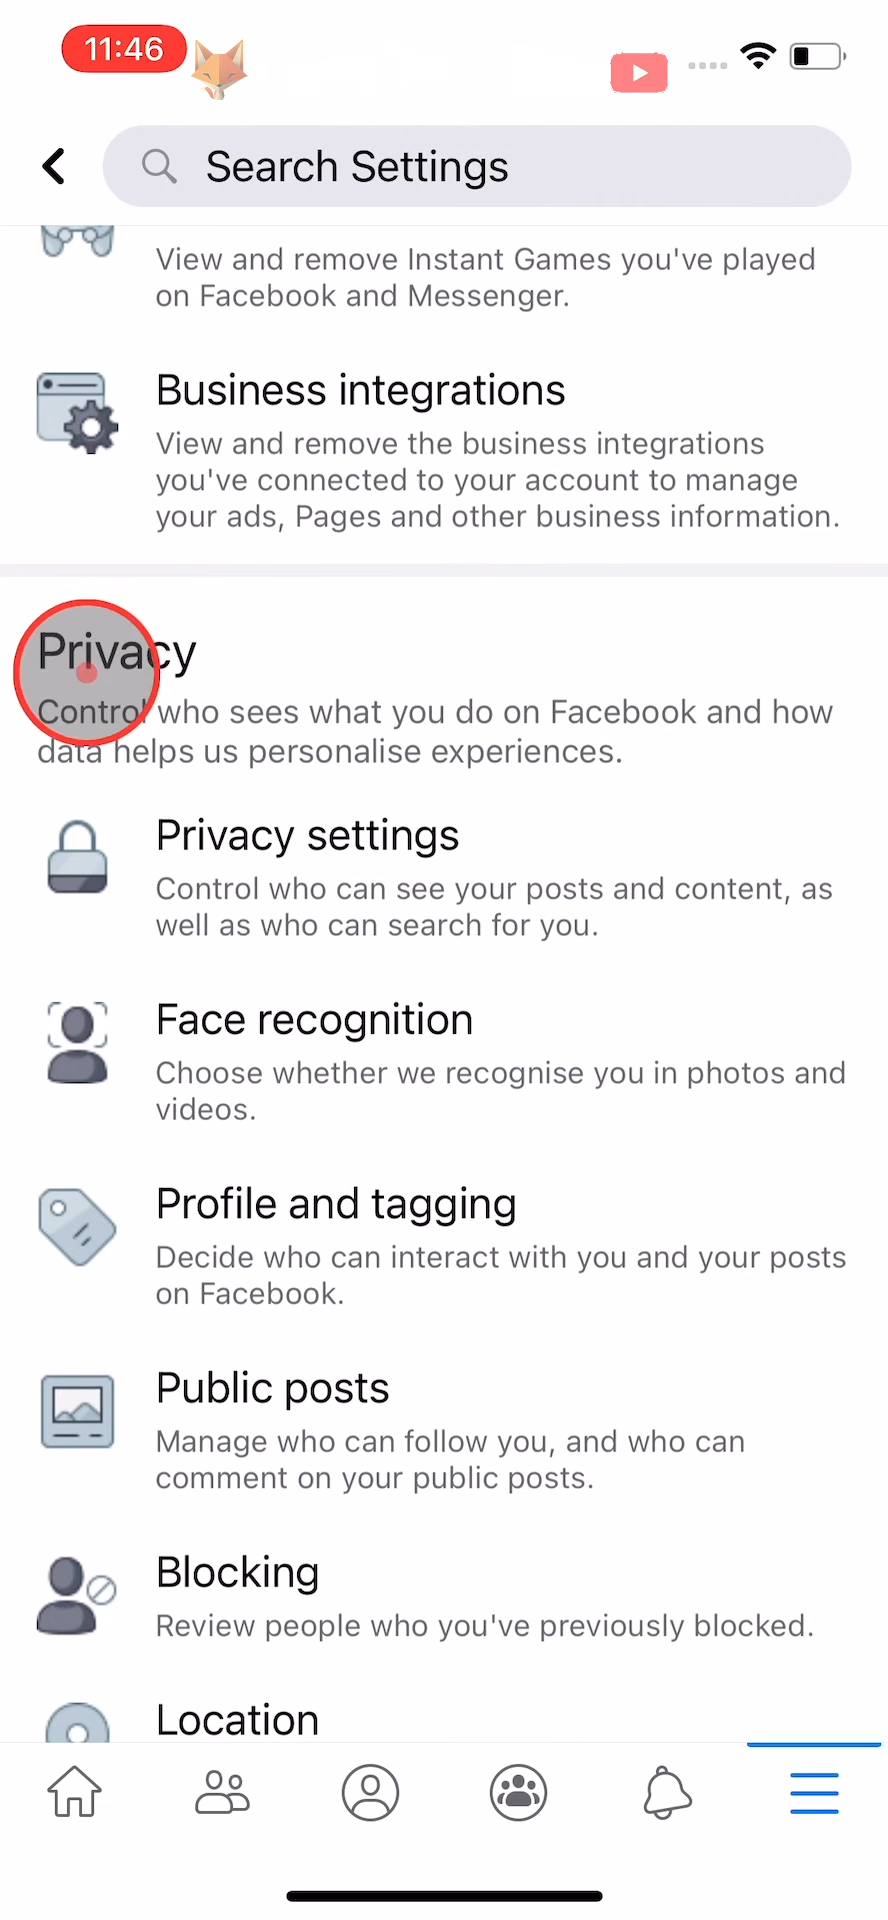 11:46
Search Settings
View and remove Instant Games you've played
on Facebook and Messenger.
Business integrations
View and remove the business integrations
you've connected to your account to manage
your ads, Pages and other business information.
Privacy
Control who sees what you do on Facebook and how
data helps us personalise experiences.
Privacy settings
Control who can see your posts and content, as
well as who can search for you.
Face recognition
Choose whether we recognise you in photos and
videos.
Profile and tagging
Decide who can interact with you and your posts
on Facebook.
Public posts
Manage who can follow you, and who can
comment on your public posts.
Blocking
Review people who you've previously blocked.
Location